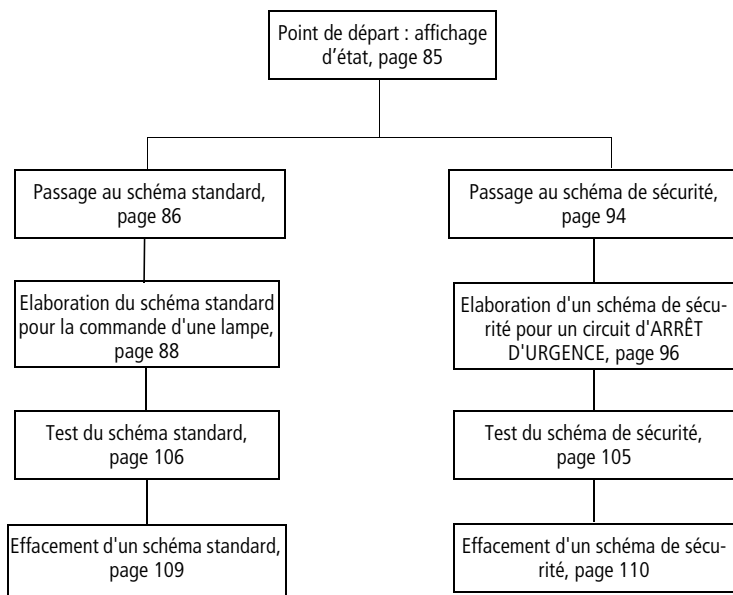 Point de départ : affichage
d'état, page 85
Passage au schéma standard,
page 86
Passage au schéma de sécurité,
page 94
Elaboration du schéma standard
pour la commande d'une lampe,
page 88
Elaboration d'un schéma de sécu-
rité pour un circuit d'ARRÊT
D'URGENCE, page 96
Test du schéma standard,
page 106
Test du schéma de sécurité,
page 105
Effacement d'un schéma standard,
page 109
Effacement d'un schéma de sécu-
rité, page 110